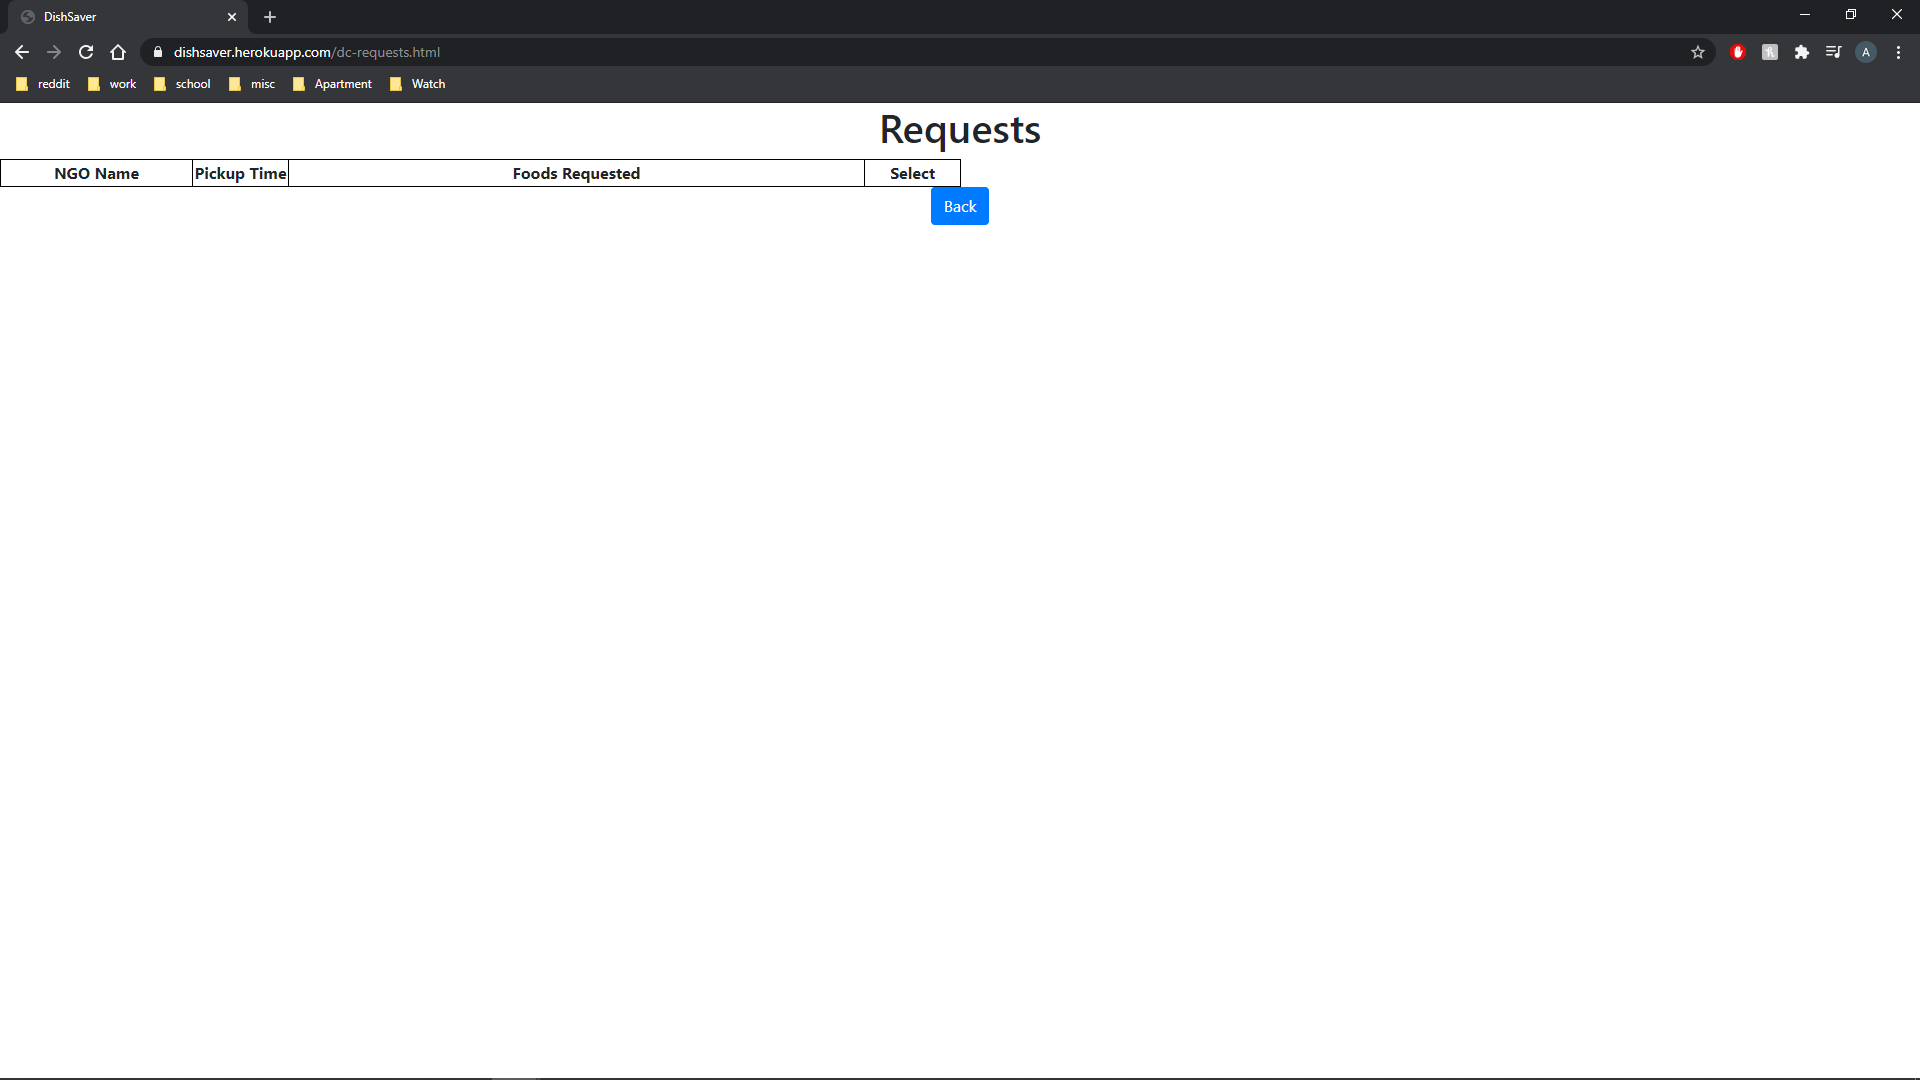 DishSaver
dishsaver.herokuapp.com/dc-requests.html
A
reddit work school misc Apartment Watch
Requests
NGO Name Pickup Time Foods Requested Select
Back